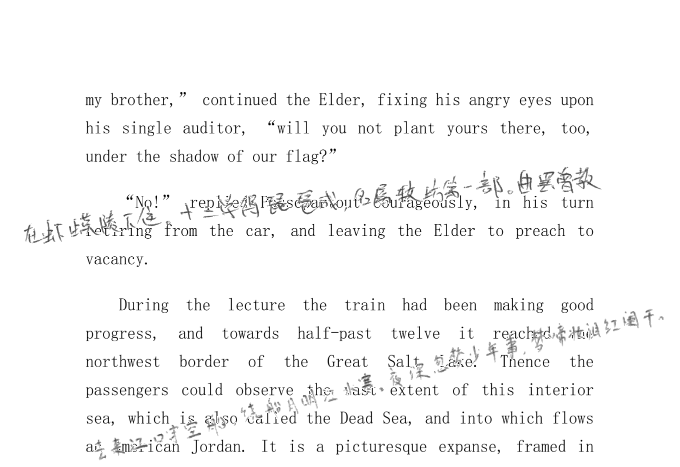 my brother,” continued the Elder, fixing his angry eyes upon
his single auditor, “will you not plant yours there, too,
under the shadow of our flag?”
在虾蟆陵下住。十三学得琵琶成,名属教坊第一部。曲罢曾教
“No!” replied Passepartout courageously, in his turn
retiring from the car, and leaving the Elder to preach to
vacancy.
During the lecture the train had been making good
progress, and towards half-past twelve it reached the
northwest border of the Great Salt Lake. Thence the
passengers could observe the vast extent of this interior
sea, which is also called the Dead Sea, and into which flows
an American Jordan. It is a picturesque expanse, framed in
去来江口守空船,绕船月明江水寒。夜深忽梦少年事,梦啼妆泪红阑干。